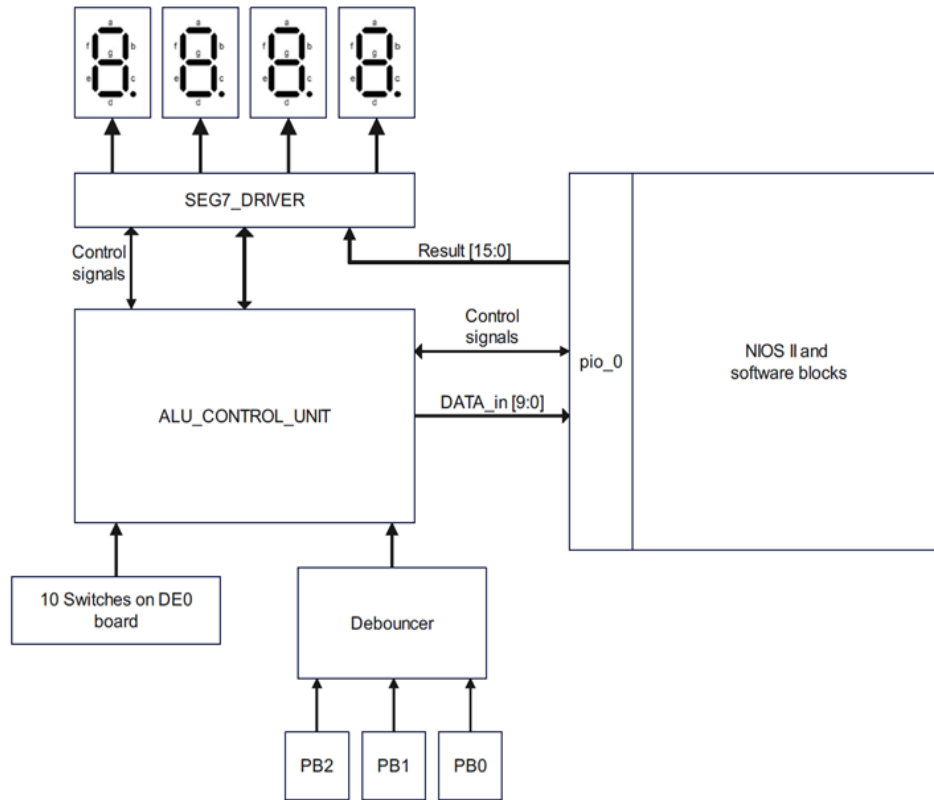 a
f b
g
e c
d
a
f b
g
e c
d
a
f b
g
e c
d
a
f b
g
e c
d
SEG7_DRIVER
Control
signals
Result [15:0]
Control
signals
pio_0
NIOS II and
software blocks
ALU_CONTROL_UNIT
DATA_in [9:0]
10 Switches on DE0
board
Debouncer
PB2
PB1
PB0